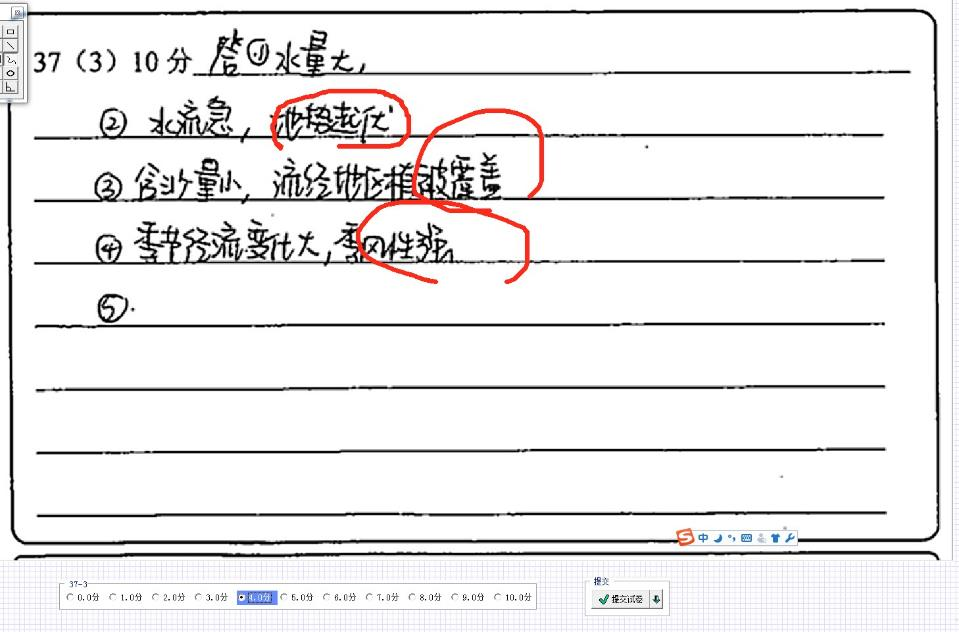 37（3）10分 答①水量大,
② 水流急, 地势起伏
③ 含沙量小, 流经地区植被覆盖
④ 季节径流变化大, 季风性强,
⑤.
中
37-3
0.0分 1.0分 2.0分 3.0分 4.0分 5.0分 6.0分 7.0分 8.0分 9.0分 10.0分
提交
提交试卷